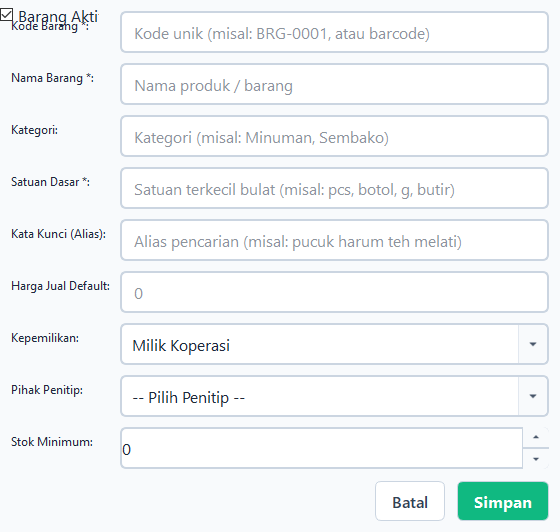 Barang Akti
Kode Barang *:
Kode unik (misal: BRG-0001, atau barcode)
Nama Barang *:
Nama produk / barang
Kategori:
Kategori (misal: Minuman, Sembako)
Satuan Dasar *:
Satuan terkecil bulat (misal: pcs, botol, g, butir)
Kata Kunci (Alias):
Alias pencarian (misal: pucuk harum teh melati)
Harga Jual Default:
0
Kepemilikan:
Milik Koperasi
Pihak Penitip:
-- Pilih Penitip --
Stok Minimum:
0
Batal
Simpan